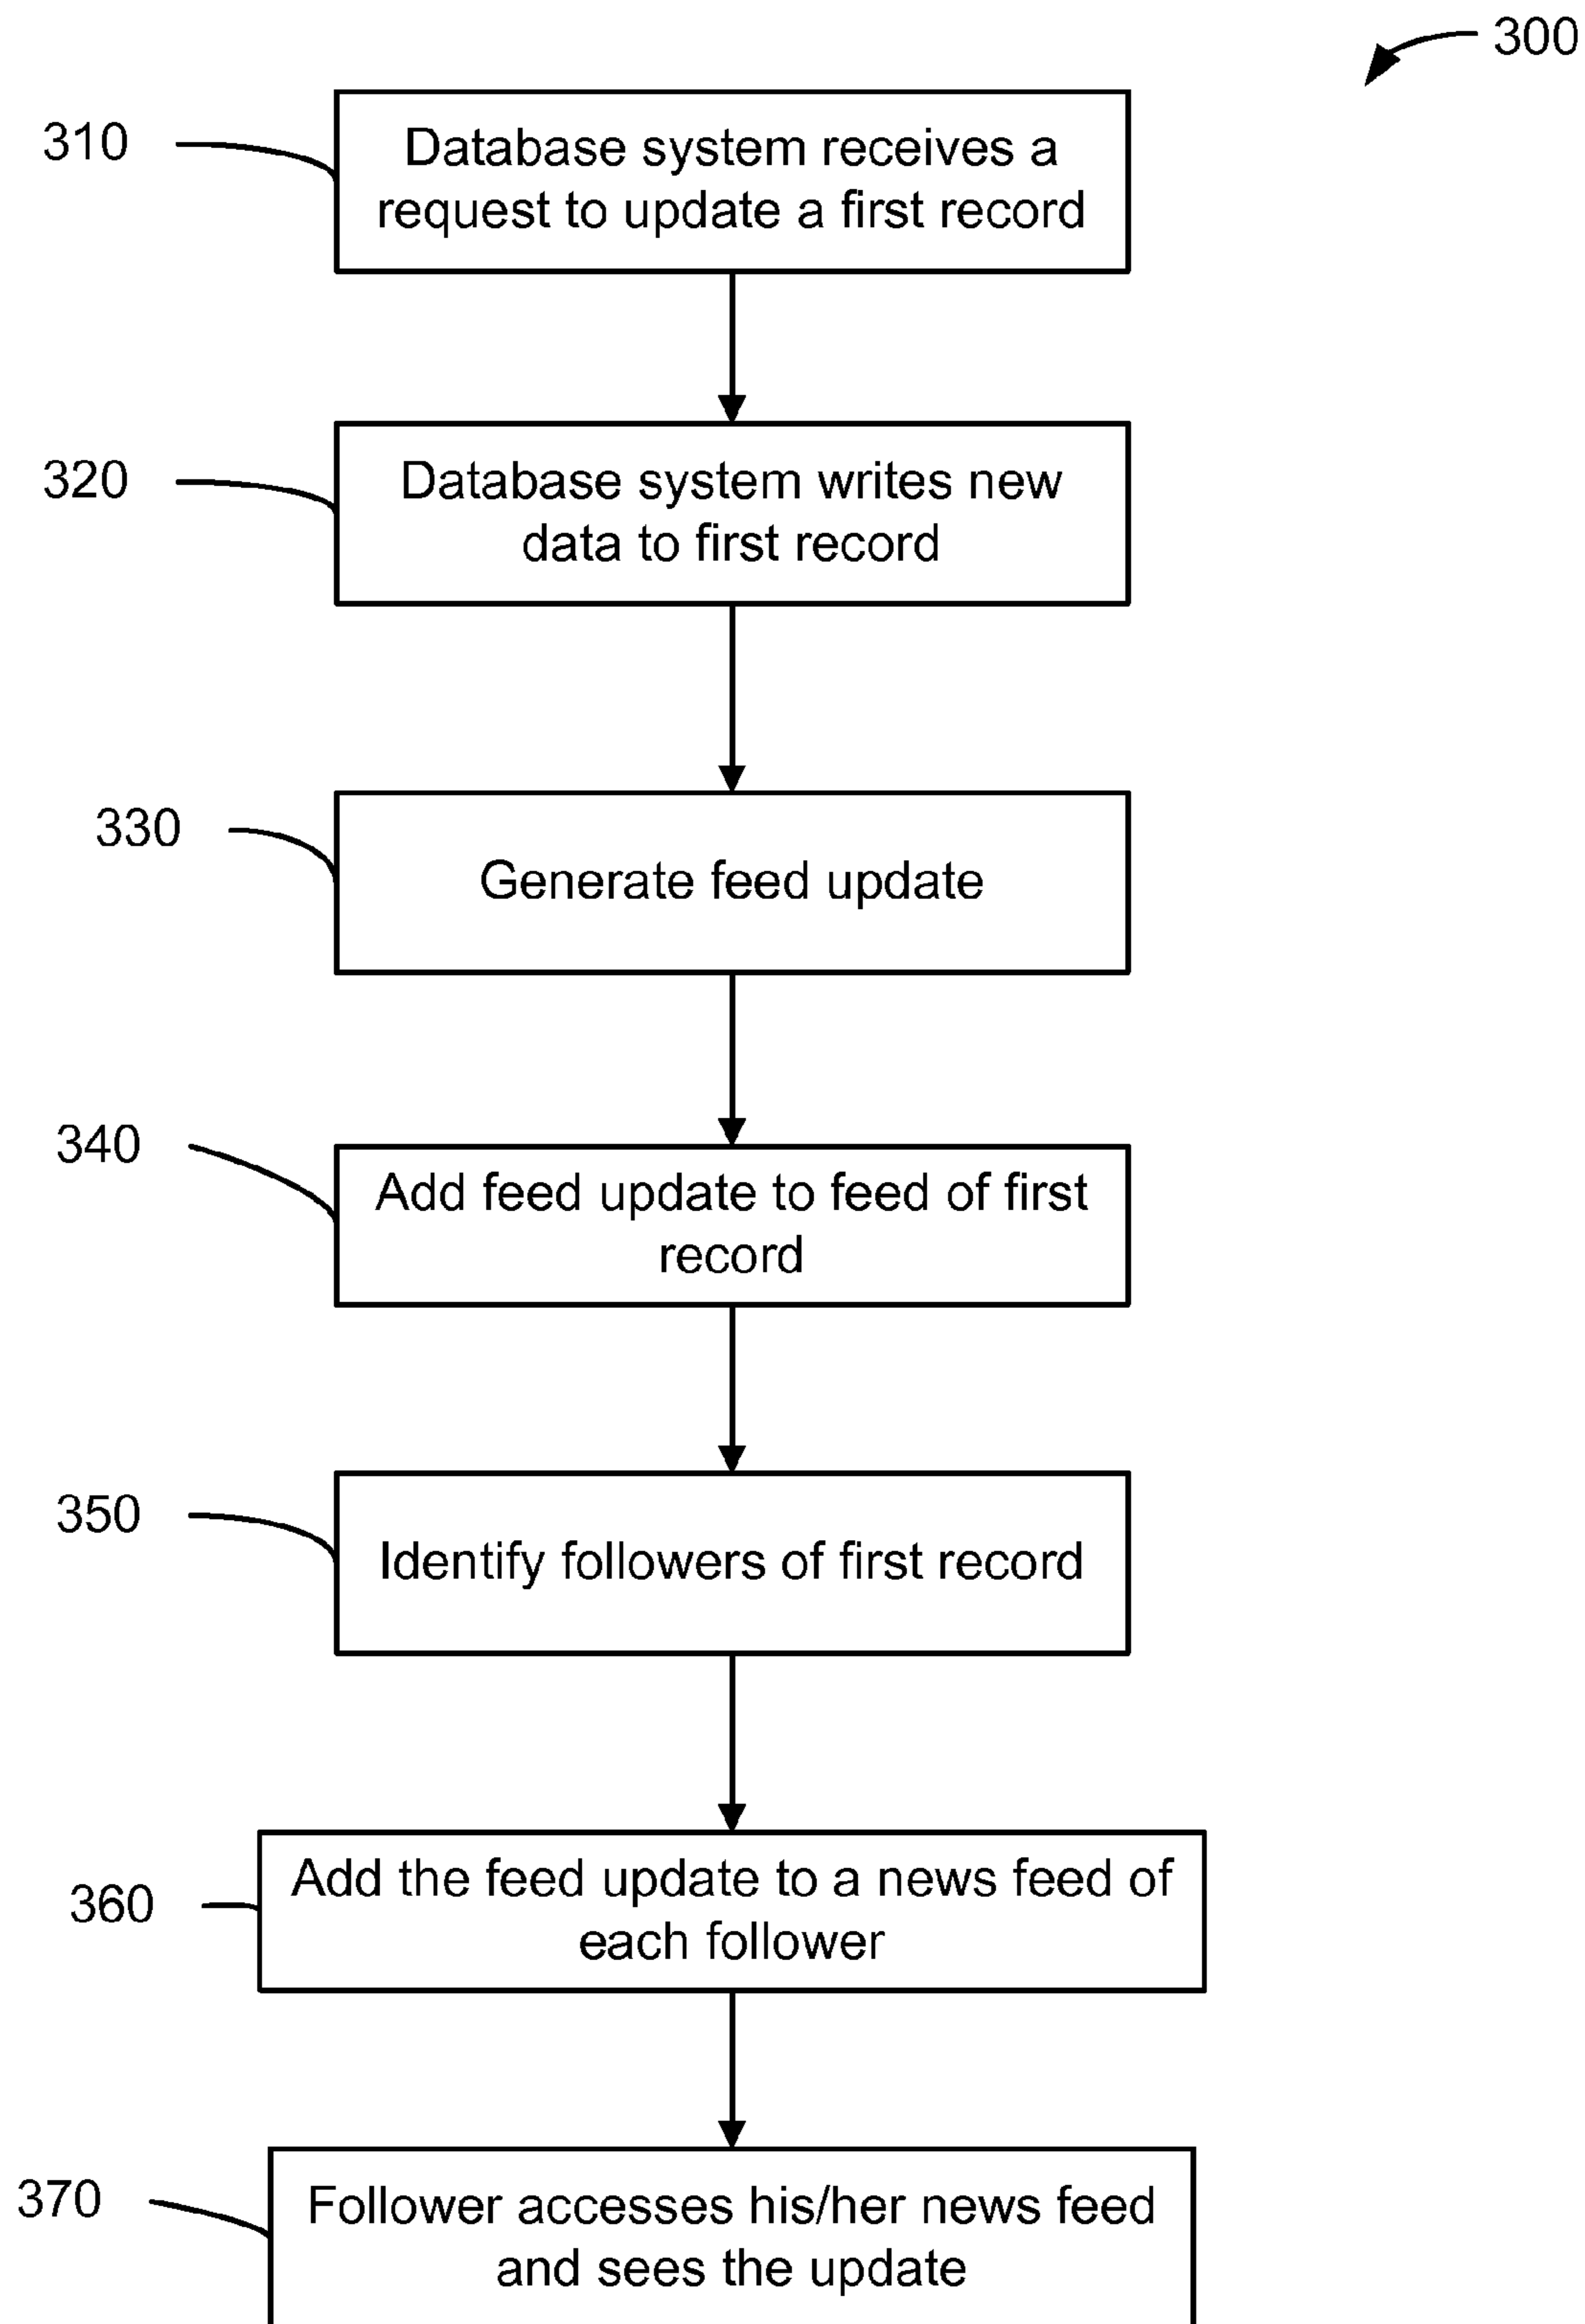 300
310
Database system receives a
request to update a first record
320
Database system writes new
data to first record
330
Generate feed update
340
Add feed update to feed of first
record
350
Identify followers of first record
360
Add the feed update to a news feed of
each follower
370
Follower accesses his/her news feed
and sees the update